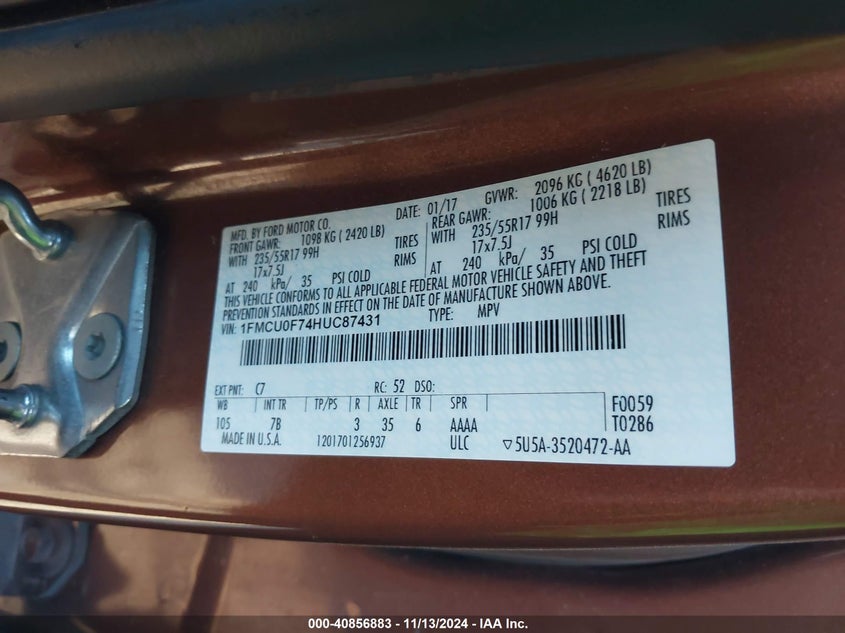 MFD. BY FORD MOTOR CO. DATE: 01/17 GVWR: 2096 KG ( 4620 LB)
FRONT GAWR: 1098 KG ( 2420 LB) REAR GAWR: 1006 KG ( 2218 LB)
WITH 235/55R17 99H TIRES WITH 235/55R17 99H TIRES
17x7.5J RIMS 17x7.5J RIMS
AT 240 kPa/ 35 PSI COLD AT 240 kPa/ 35 PSI COLD
THIS VEHICLE CONFORMS TO ALL APPLICABLE FEDERAL MOTOR VEHICLE SAFETY AND THEFT
PREVENTION STANDARDS IN EFFECT ON THE DATE OF MANUFACTURE SHOWN ABOVE.
VIN: 1FMCU0F74HUC87431 TYPE: MPV
EXT PNT: C7 RC: 52 DSO:
WB INT TR TP/PS R AXLE TR SPR F0059
105 7B 3 35 6 AAAA T0286
MADE IN U.S.A. 1201701256937 ULC ▽5U5A-3520472-AA
000-40856883 - 11/13/2024 - IAA Inc.